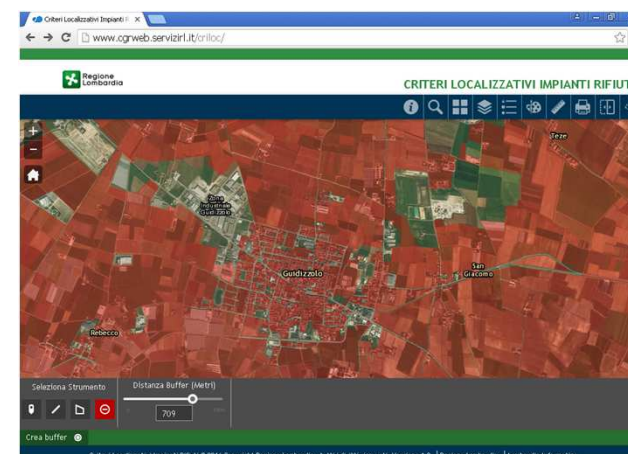 Criteri Localizzativi Impianti R
www.cgrweb.servizirl.it/criloc/
Regione
Lombardia
CRITERI LOCALIZZATIVI IMPIANTI RIFIUT
Teze
Zona
Industriale
Guidizzolo
Guidizzolo
San
Giacomo
Rebecco
Seleziona Strumento
Distanza Buffer (Metri)
709
Crea buffer